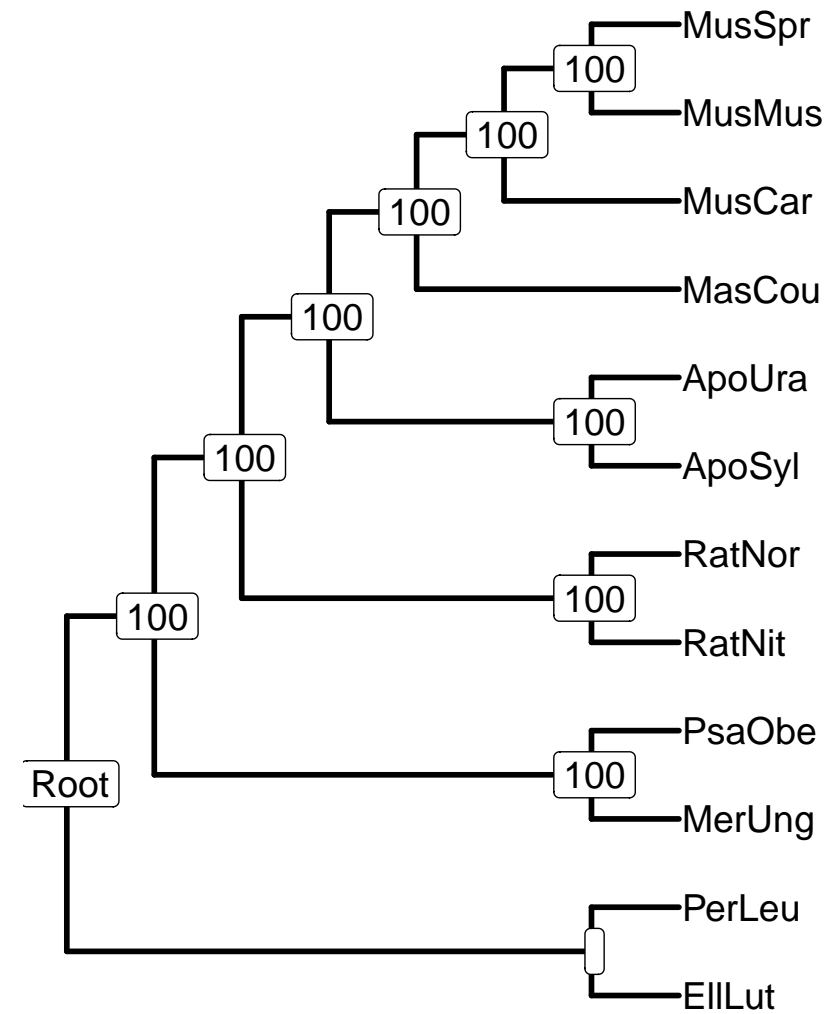 MusSpr
100
MusMus
100
MusCar
100
MasCou
100
ApoUra
100
ApoSyl
100
RatNor
100
100
RatNit
PsaObe
Root
100
MerUng
PerLeu
EllLut